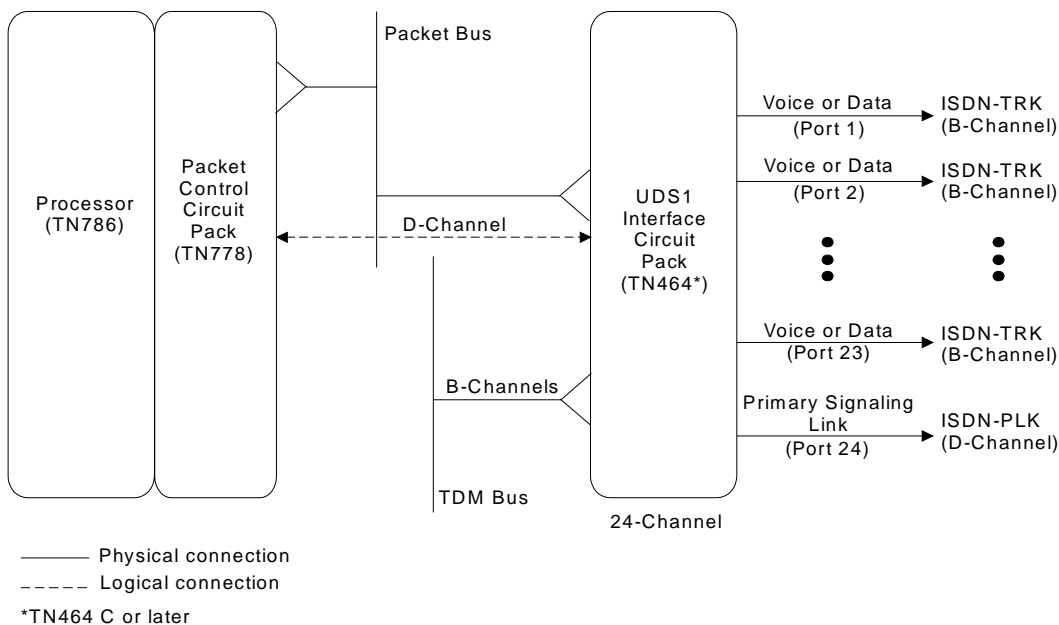 Packet Bus
Processor
(TN786)
Packet
Control
Circuit
Pack
(TN778)
D-Channel
UDS1
Interface
Circuit
Pack
(TN464*)
Voice or Data
(Port 1)
ISDN-TRK
(B-Channel)
Voice or Data
(Port 2)
ISDN-TRK
(B-Channel)
Voice or Data
(Port 23)
ISDN-TRK
(B-Channel)
B-Channels
Primary Signaling
Link
(Port 24)
ISDN-PLK
(D-Channel)
TDM Bus
24-Channel
Physical connection
Logical connection
*TN464 C or later